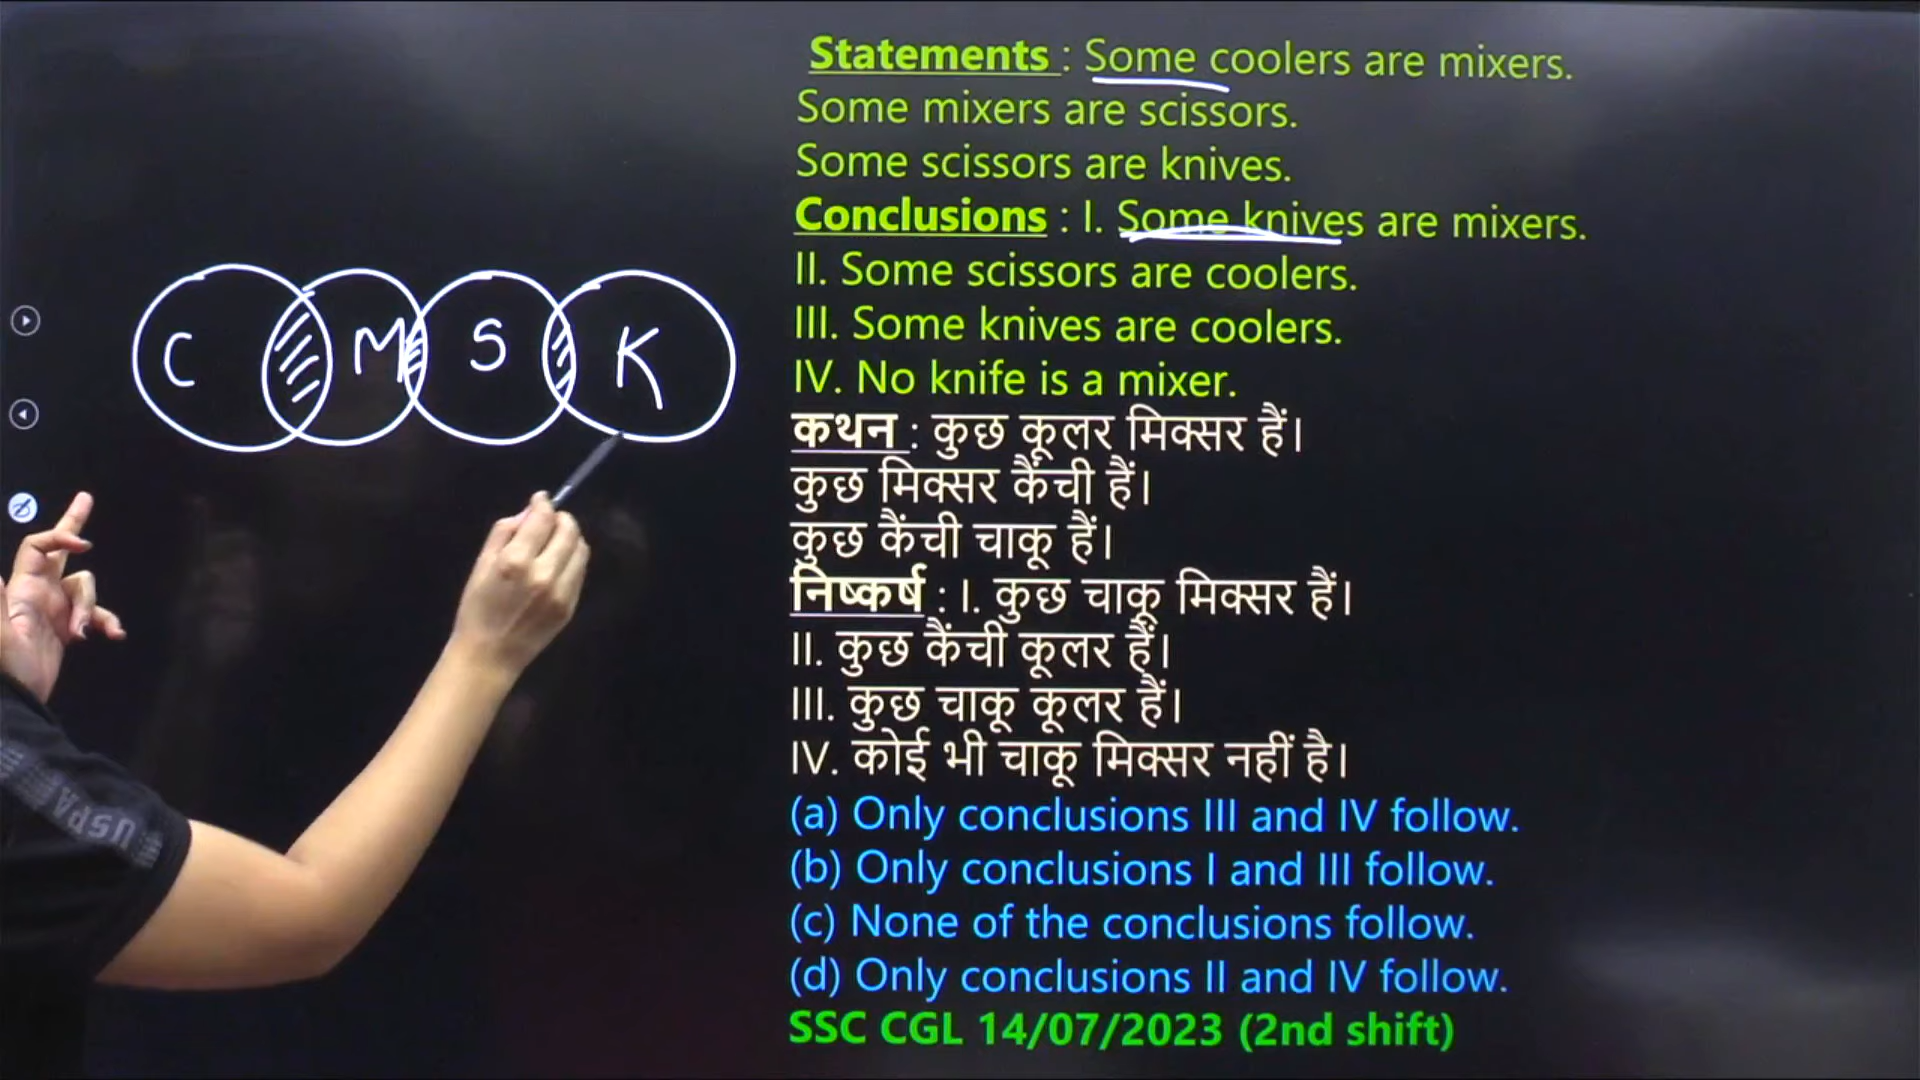 Statements : Some coolers are mixers.
Some mixers are scissors.
Some scissors are knives.
Conclusions : I. Some knives are mixers.
II. Some scissors are coolers.
III. Some knives are coolers.
IV. No knife is a mixer.
कथन : कुछ कूलर मिक्सर हैं।
कुछ मिक्सर कैंची हैं।
कुछ कैंची चाकू हैं।
निष्कर्ष : I. कुछ चाकू मिक्सर हैं।
II. कुछ कैंची कूलर हैं।
III. कुछ चाकू कूलर हैं।
IV. कोई भी चाकू मिक्सर नहीं है।
(a) Only conclusions III and IV follow.
(b) Only conclusions I and III follow.
(c) None of the conclusions follow.
(d) Only conclusions II and IV follow.
SSC CGL 14/07/2023 (2nd shift)
C M S K
USPA